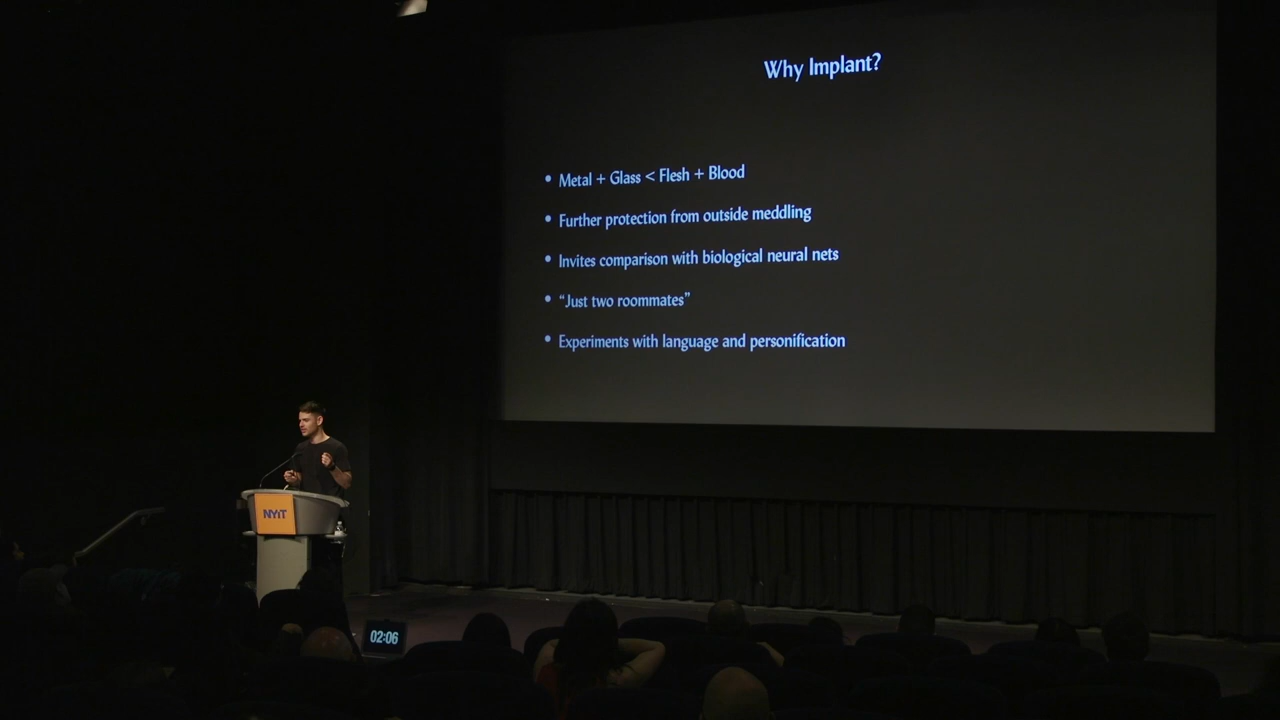 Why Implant?
• Metal + Glass < Flesh + Blood
• Further protection from outside meddling
• Invites comparison with biological neural nets
• “Just two roommates”
• Experiments with language and personification
NYiT
02:06